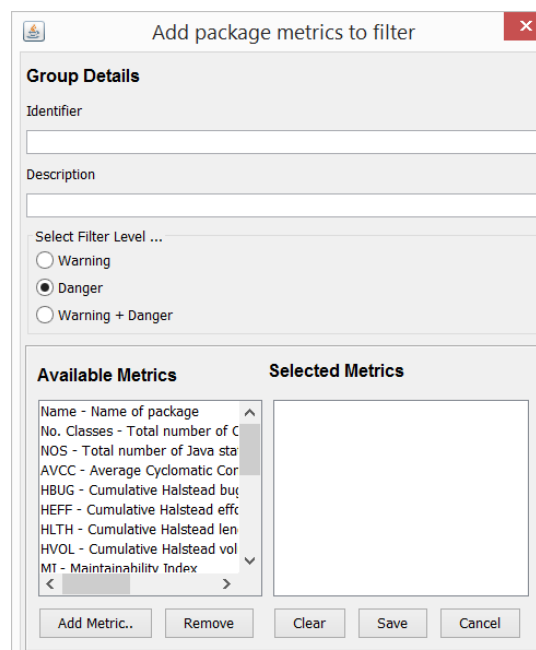 Add package metrics to filter
Group Details
Identifier
Description
Select Filter Level ...
Warning
Danger
Warning + Danger
Available Metrics
Selected Metrics
Name - Name of package
No. Classes - Total number of C
NOS - Total number of Java sta
AVCC - Average Cyclomatic Cor
HBUG - Cumulative Halstead bug
HEFF - Cumulative Halstead effo
HLTH - Cumulative Halstead len
HVOL - Cumulative Halstead vol
MI - Maintainability Index
Add Metric..
Remove
Clear
Save
Cancel